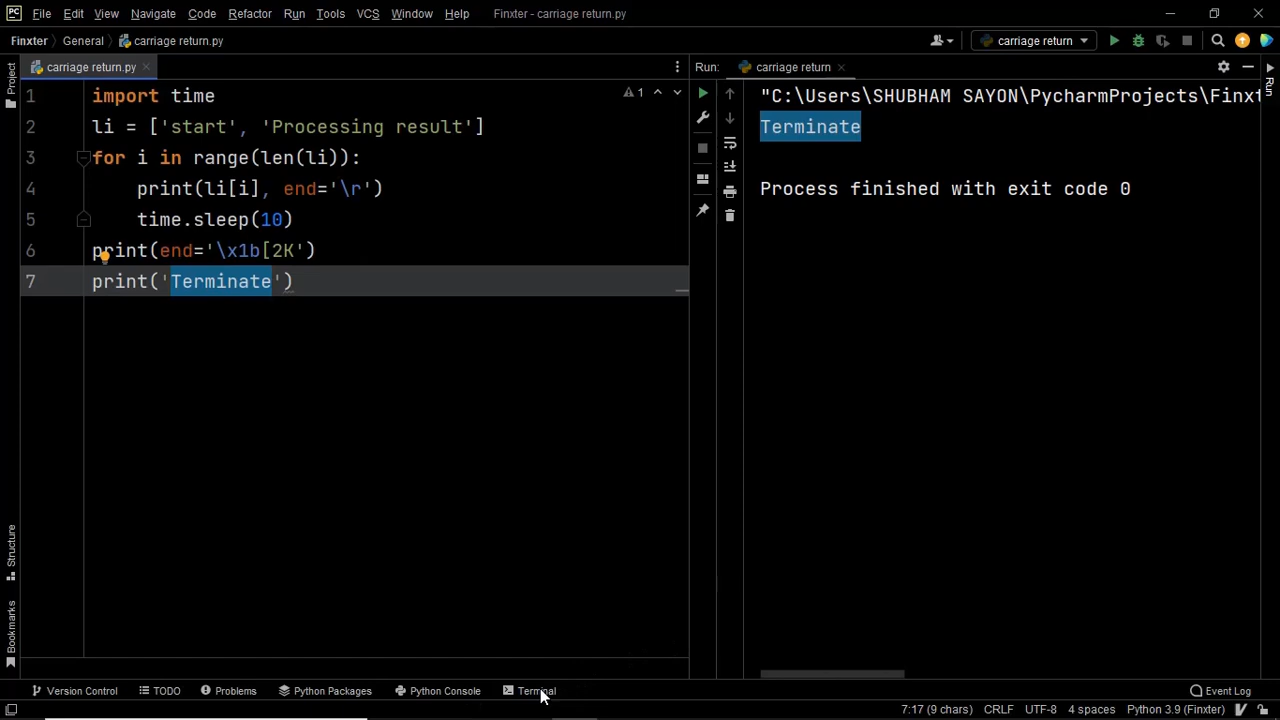 PC File Edit View Navigate Code Refactor Run Tools VCS Window Help Finxter - carriage return.py
Finxter General carriage return.py carriage return
Project carriage return.py Run: carriage return Run
1 import time 1
2 li = ['start', 'Processing result']
3 for i in range(len(li)):
4 print(li[i], end='\r')
5 time.sleep(10)
6 print(end='\x1b[2K')
7 print('Terminate')
"C:\Users\SHUBHAM SAYON\PycharmProjects\Finxt
Terminate
Process finished with exit code 0
Structure
Bookmarks
Version Control TODO Problems Python Packages Python Console Terminal Event Log
7:17 (9 chars) CRLF UTF-8 4 spaces Python 3.9 (Finxter)